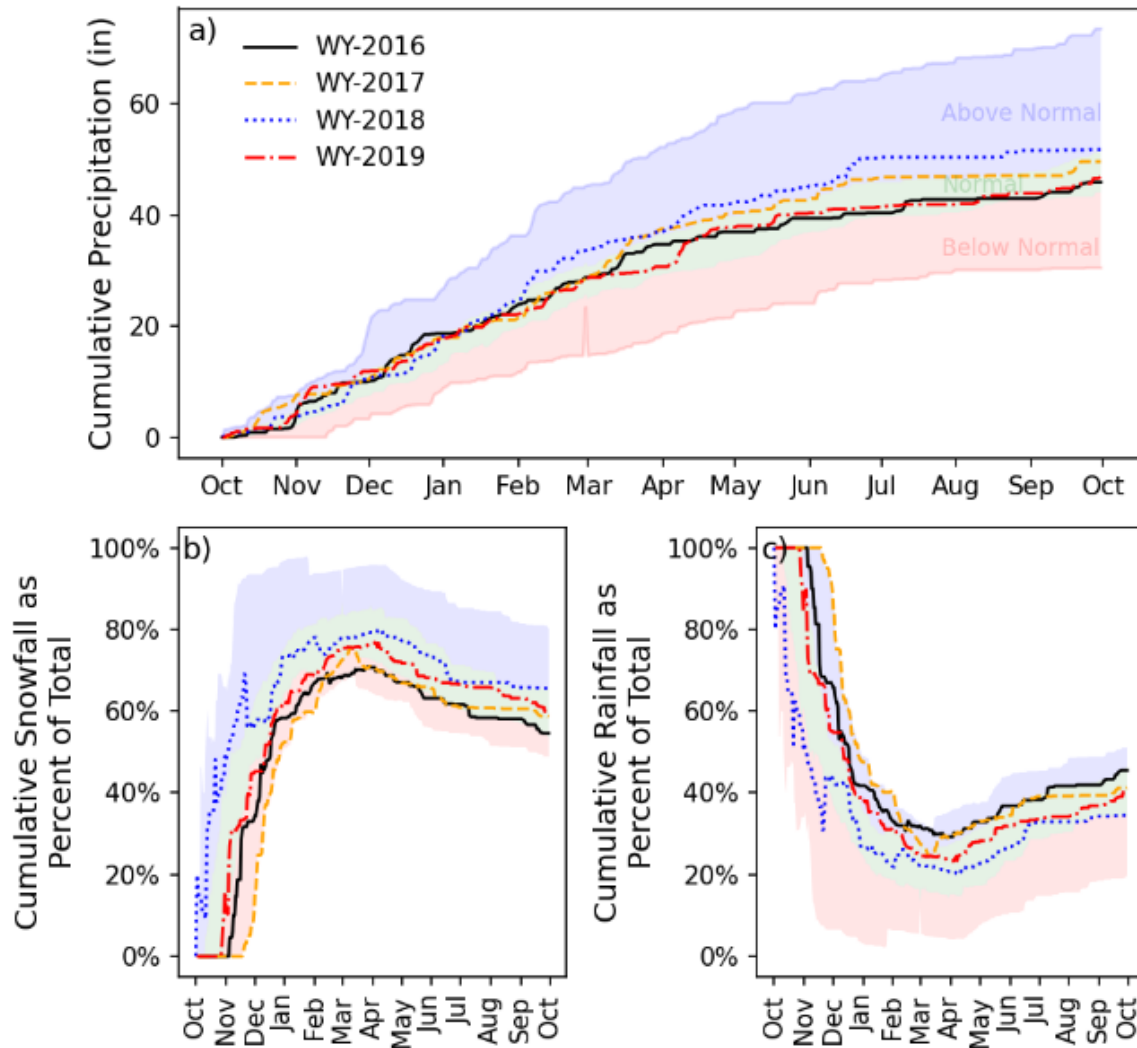 a)
WY-2016
WY-2017
WY-2018
WY-2019
Above Normal
Normal
Below Normal
Cumulative Precipitation (in)
60
40
20
0
Oct Nov Dec Jan Feb Mar Apr May Jun Jul Aug Sep Oct
b)
Cumulative Snowfall as
Percent of Total
100%
80%
60%
40%
20%
0%
Oct Nov Dec Jan Feb Mar Apr May Jun Jul Aug Sep Oct
c)
Cumulative Rainfall as
Percent of Total
100%
80%
60%
40%
20%
0%
Oct Nov Dec Jan Feb Mar Apr May Jun Jul Aug Sep Oct